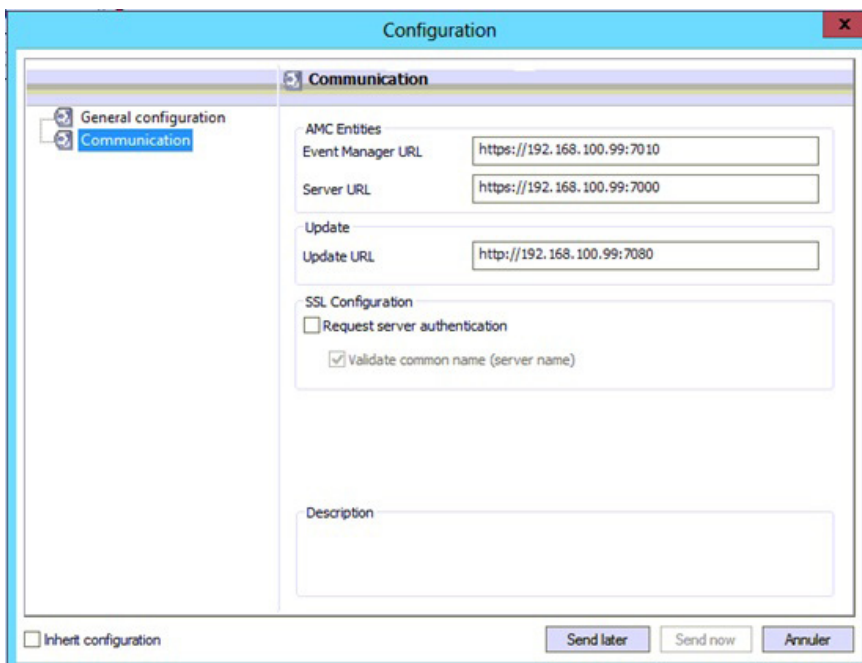 Configuration
x
Communication
General configuration
Communication
AMC Entities
Event Manager URL
https://192.168.100.99:7010
Server URL
https://192.168.100.99:7000
Update
Update URL
http://192.168.100.99:7080
SSL Configuration
Request server authentication
Validate common name (server name)
Description
Inherit configuration
Send later
Send now
Annuler